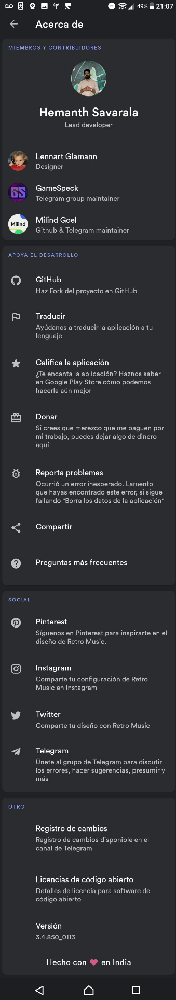 49% 21:07
Acerca de
MIEMBROS Y CONTRIBUIDORES
Hemanth Savarala
Lead developer
Lennart Glamann
Designer
GS
GameSpeck
Telegram group maintainer
Milind
Milind Goel
Github & Telegram maintainer
APOYA EL DESARROLLO
GitHub
Haz Fork del proyecto en GitHub
Traducir
Ayúdanos a traducir la aplicación a tu
lenguaje
Califica la aplicación
¿Te encanta la aplicación? Haznos saber
en Google Play Store cómo podemos
hacerla aún mejor
Donar
Si crees que merezco que me paguen por
mi trabajo, puedes dejar algo de dinero
aquí
Reporta problemas
Ocurrió un error inesperado. Lamento
que hayas encontrado este error, si sigue
fallando "Borra los datos de la aplicación"
Compartir
Preguntas más frecuentes
SOCIAL
Pinterest
Síguenos en Pinterest para inspirarte en el
diseño de Retro Music.
Instagram
Comparte tu configuración de Retro
Music en Instagram
Twitter
Comparte tu diseño con Retro Music
Telegram
Únete al grupo de Telegram para discutir
los errores, hacer sugerencias, presumir y
más
OTRO
Registro de cambios
Registro de cambios disponible en el
canal de Telegram
Licencias de código abierto
Detalles de licencia para software de
código abierto
Versión
3.4.850_0113
Hecho con ❤ en India